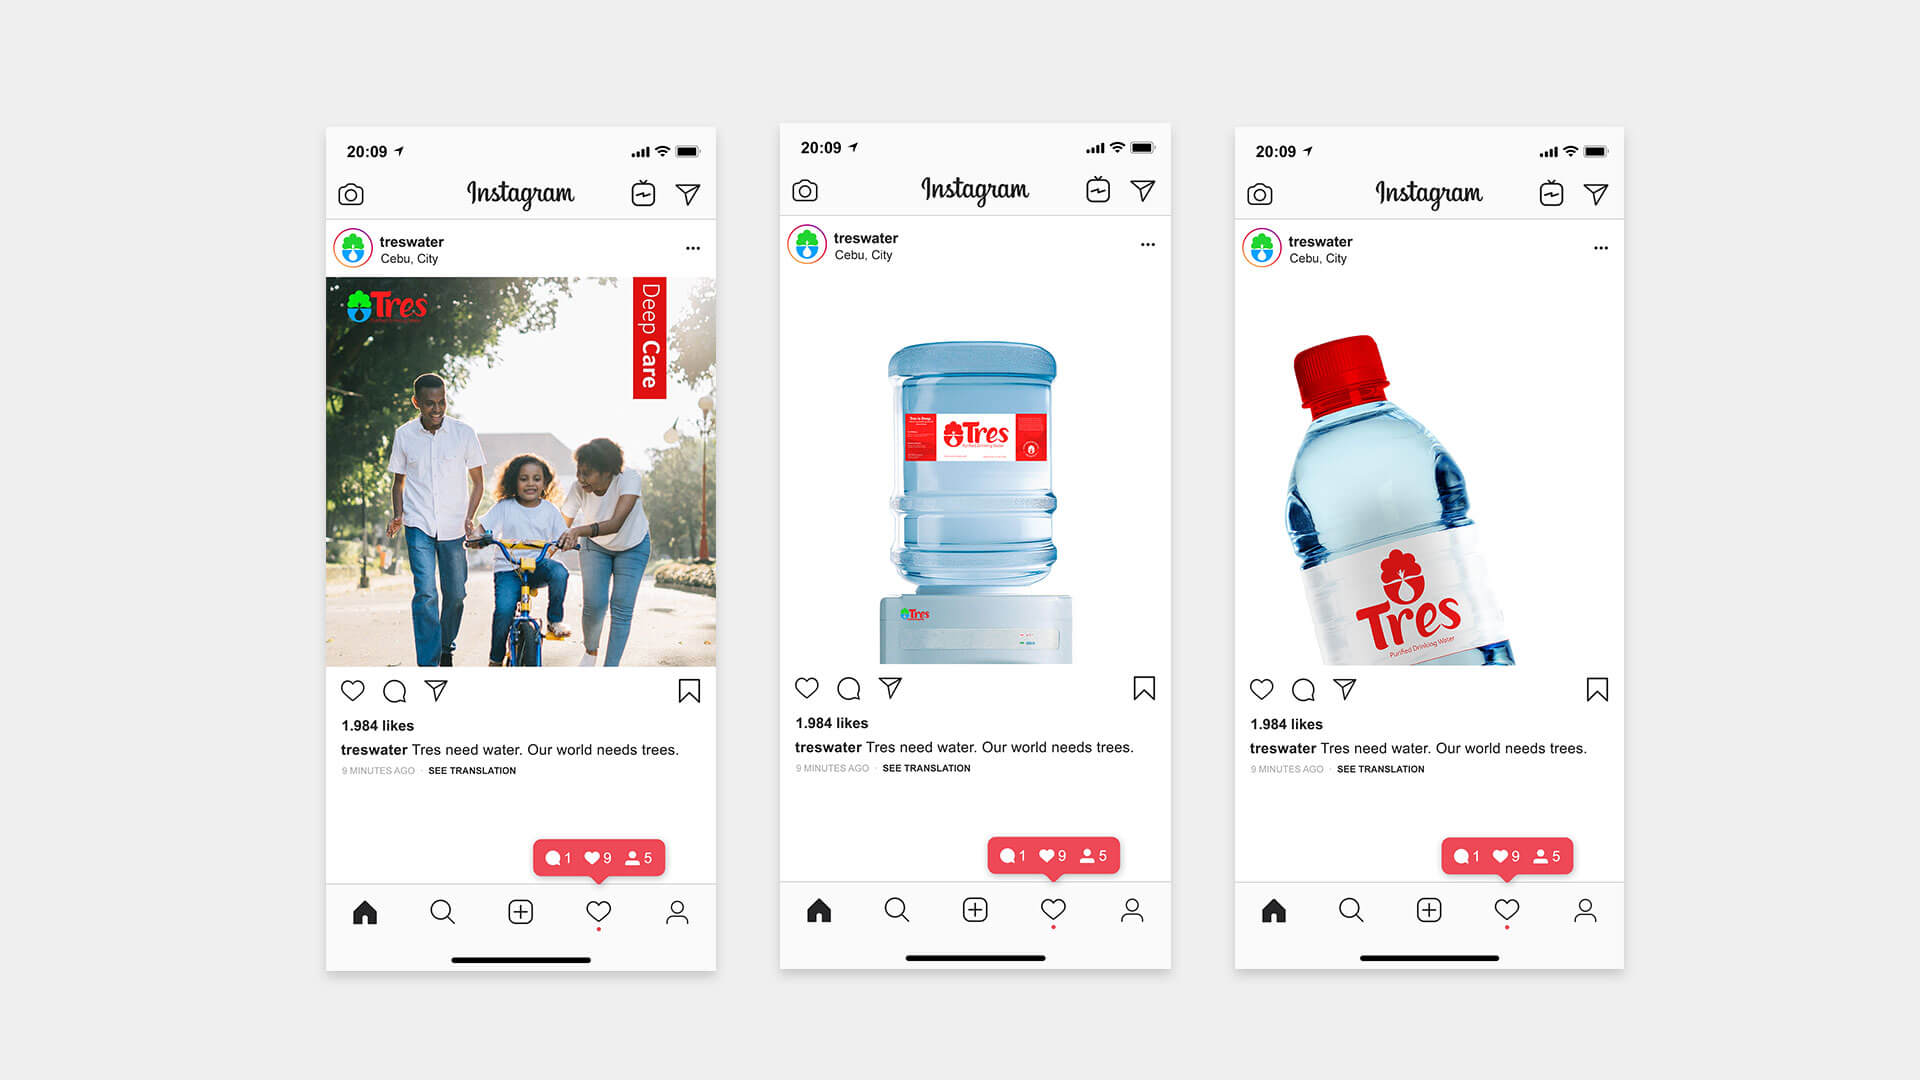 20:09
Instagram
treswater
Cebu, City
Tres
Deep Care
1.984 likes
treswater Tres need water. Our world needs trees.
9 MINUTES AGO · SEE TRANSLATION
1 9 5
20:09
Instagram
treswater
Cebu, City
Tres
Purified Drinking Water
Tres
1.984 likes
treswater Tres need water. Our world needs trees.
9 MINUTES AGO · SEE TRANSLATION
1 9 5
20:09
Instagram
treswater
Cebu, City
Tres
Purified Drinking Water
1.984 likes
treswater Tres need water. Our world needs trees.
9 MINUTES AGO · SEE TRANSLATION
1 9 5